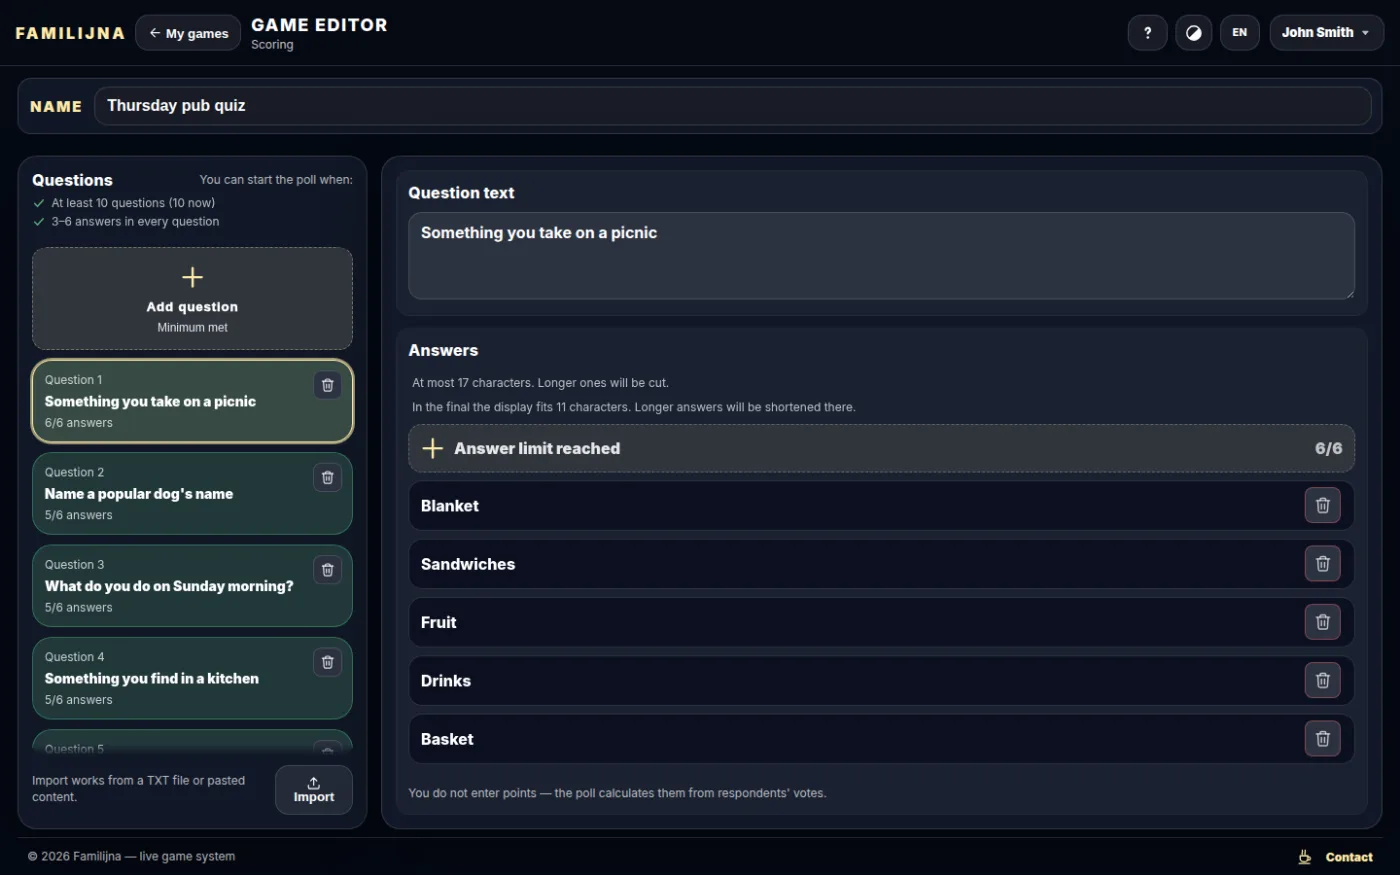 FAMILIJNA
← My games
GAME EDITOR
Scoring
?
EN
John Smith
NAME
Thursday pub quiz
Questions
You can start the poll when:
At least 10 questions (10 now)
3–6 answers in every question
Add question
Minimum met
Question 1
Something you take on a picnic
6/6 answers
Question 2
Name a popular dog's name
5/6 answers
Question 3
What do you do on Sunday morning?
5/6 answers
Question 4
Something you find in a kitchen
5/6 answers
Question 5
Import works from a TXT file or pasted
content.
Import
Question text
Something you take on a picnic
Answers
At most 17 characters. Longer ones will be cut.
In the final the display fits 11 characters. Longer answers will be shortened there.
Answer limit reached
6/6
Blanket
Sandwiches
Fruit
Drinks
Basket
You do not enter points — the poll calculates them from respondents' votes.
© 2026 Familijna — live game system
Contact